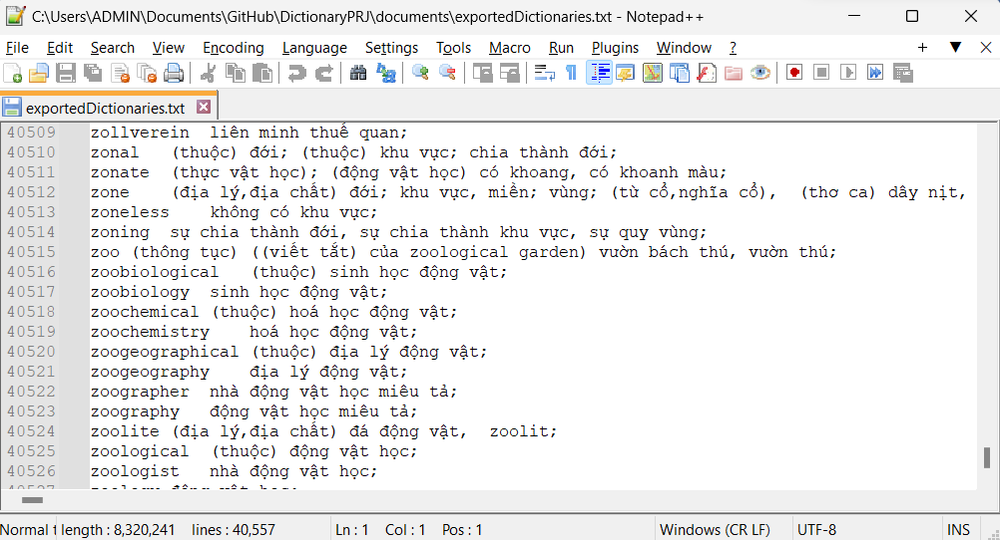 C:\Users\ADMIN\Documents\GitHub\DictionaryPRJ\documents\exportedDictionaries.txt - Notepad++
File Edit Search View Encoding Language Settings Tools Macro Run Plugins Window ?
exportedDictionaries.txt
40509 zollverein liên minh thuế quan;
40510 zonal (thuộc) đới; (thuộc) khu vực; chia thành đới;
40511 zonate (thực vật học); (động vật học) có khoang, có khoanh màu;
40512 zone (địa lý,địa chất) đới; khu vực, miền; vùng; (từ cổ,nghĩa cổ), (thơ ca) dây nịt,
40513 zoneless không có khu vực;
40514 zoning sự chia thành đới, sự chia thành khu vực, sự quy vùng;
40515 zoo (thông tục) ((viết tắt) của zoological garden) vườn bách thú, vườn thú;
40516 zoobiological (thuộc) sinh học động vật;
40517 zoobiology sinh học động vật;
40518 zoochemical (thuộc) hoá học động vật;
40519 zoochemistry hoá học động vật;
40520 zoogeographical (thuộc) địa lý động vật;
40521 zoogeography địa lý động vật;
40522 zoographer nhà động vật học miêu tả;
40523 zoography động vật học miêu tả;
40524 zoolite (địa lý,địa chất) đá động vật, zoolit;
40525 zoological (thuộc) động vật học;
40526 zoologist nhà động vật học;
40527 zoology động vật học;
Normal t length : 8,320,241 lines : 40,557 Ln : 1 Col : 1 Pos : 1 Windows (CR LF) UTF-8 INS